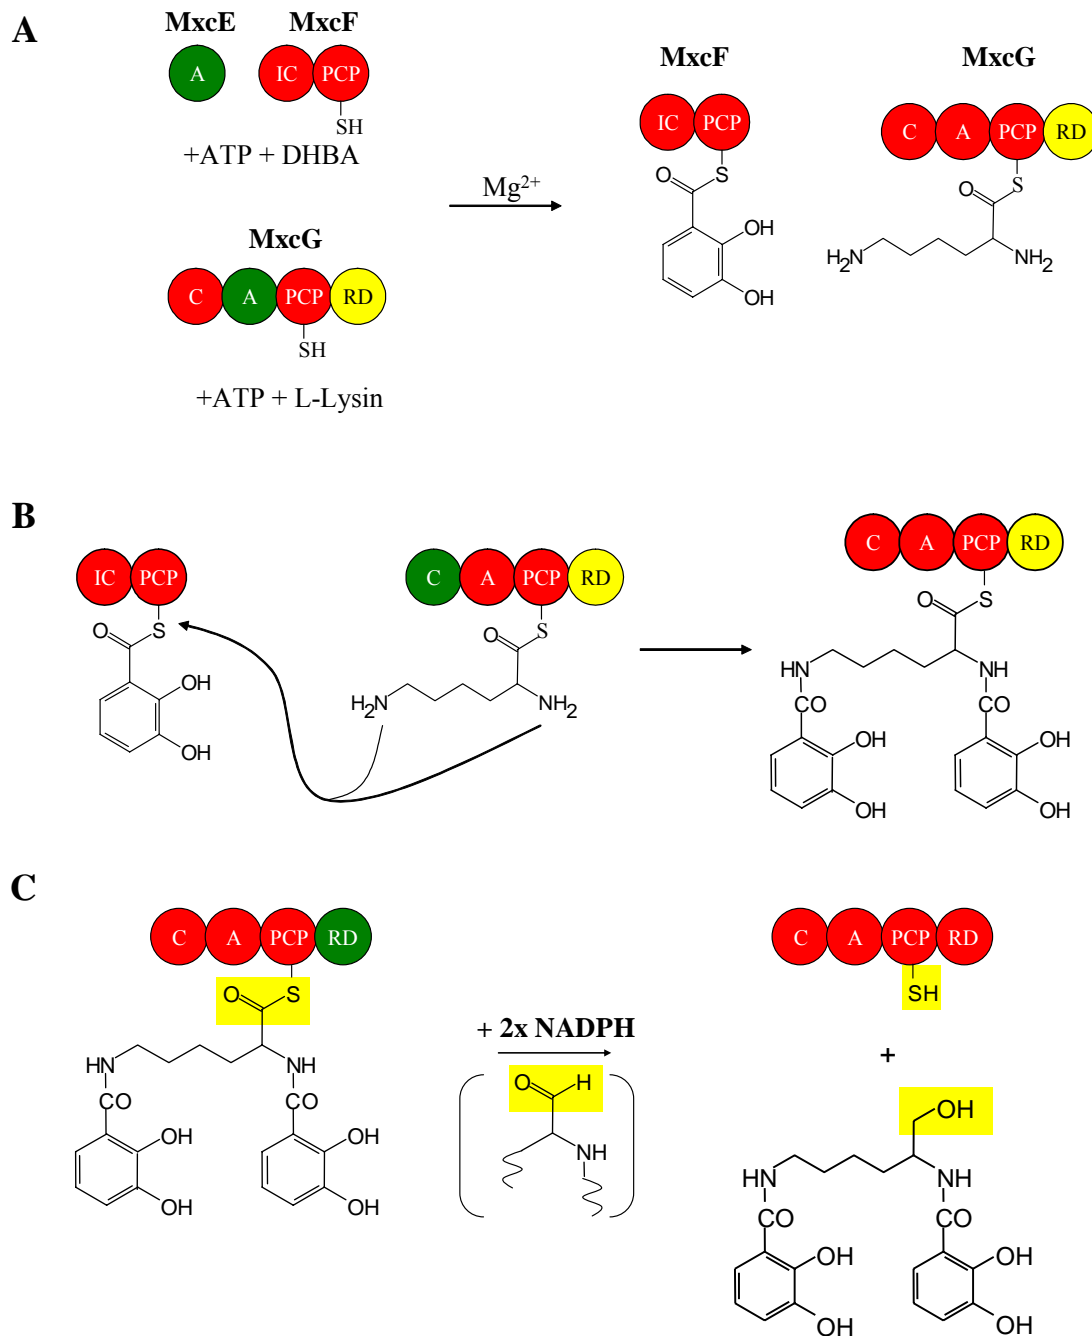 A
MxcE MxcF
A IC PCP
SH
+ATP + DHBA
MxcG
C A PCP RD
SH
+ATP + L-Lysin
Mg2+
MxcF MxcG
IC PCP C A PCP RD
O S O S
OH
OH
H2N NH2
B
IC PCP C A PCP RD
O S O S
OH
OH
H2N NH2
C A PCP RD
O S
HN NH
CO CO
OH OH
OH OH
C
C A PCP RD
O S
HN NH
CO CO
OH OH
OH OH
+ 2x NADPH
O H
NH
C A PCP RD
SH
+
OH
HN NH
CO CO
OH OH
OH OH